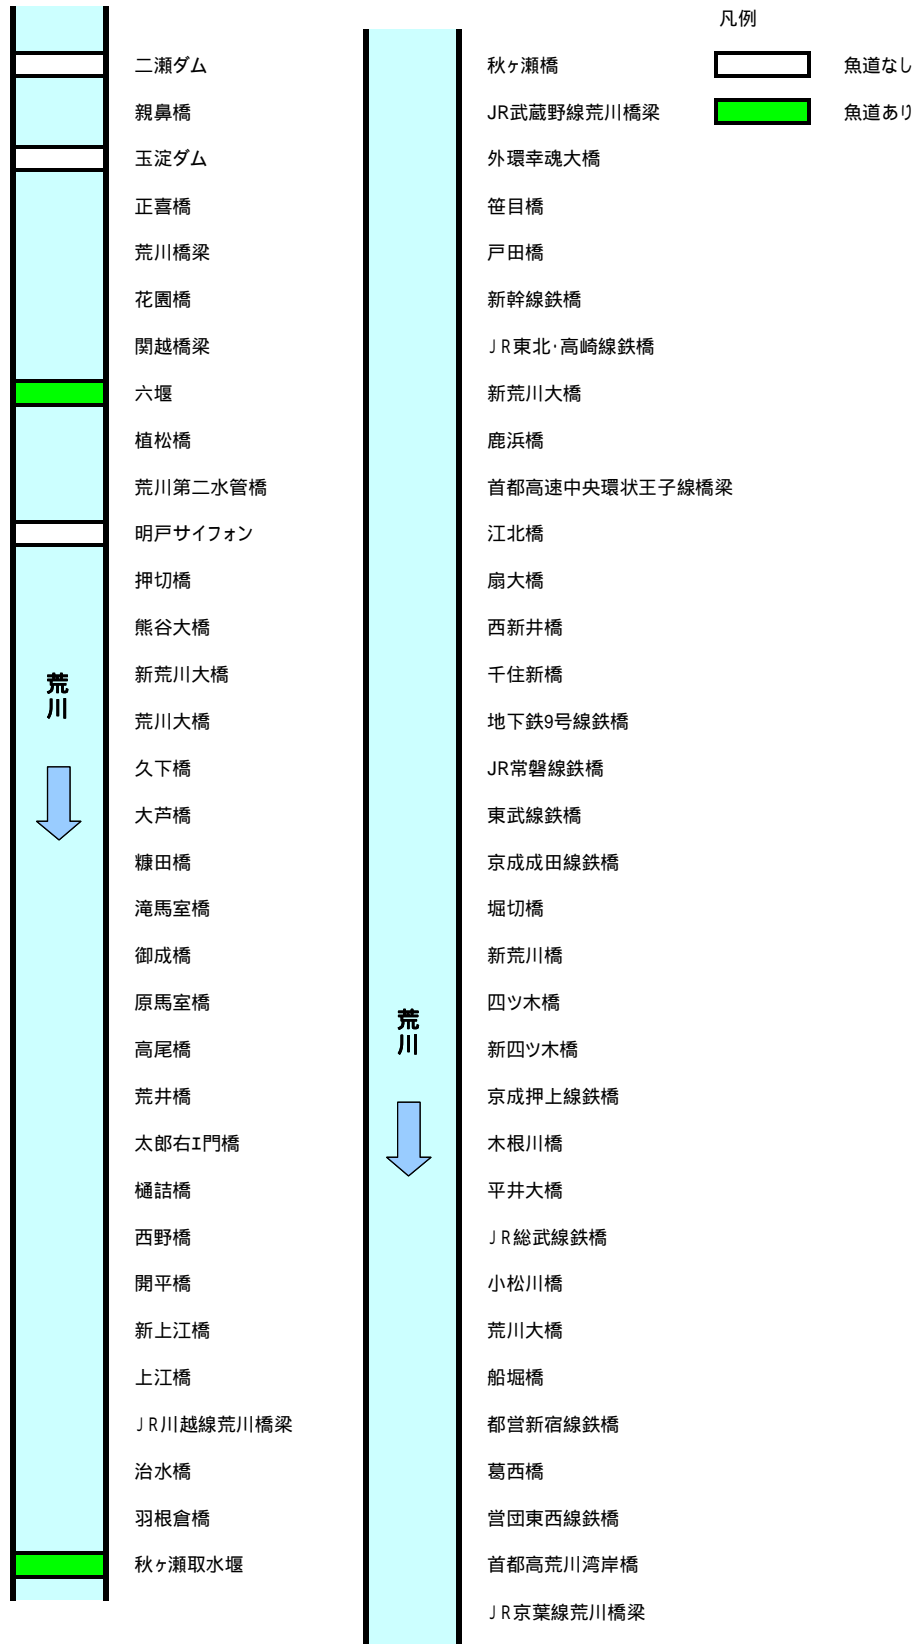 二瀬ダム
親鼻橋
玉淀ダム
正喜橋
荒川橋梁
花園橋
関越橋梁
六堰
植松橋
荒川第二水管橋
明戸サイフォン
押切橋
熊谷大橋
新荒川大橋
荒川大橋
久下橋
大芦橋
糠田橋
滝馬室橋
御成橋
原馬室橋
高尾橋
荒井橋
太郎右エ門橋
樋詰橋
西野橋
開平橋
新上江橋
上江橋
JR川越線荒川橋梁
治水橋
羽根倉橋
秋ヶ瀬取水堰
荒川
秋ヶ瀬橋
JR武蔵野線荒川橋梁
外環幸魂大橋
笹目橋
戸田橋
新幹線鉄橋
JR東北・高崎線鉄橋
新荒川大橋
鹿浜橋
首都高速中央環状王子線橋梁
江北橋
扇大橋
西新井橋
千住新橋
地下鉄9号線鉄橋
JR常磐線鉄橋
東武線鉄橋
京成成田線鉄橋
堀切橋
新荒川橋
四ツ木橋
新四ツ木橋
京成押上線鉄橋
木根川橋
平井大橋
JR総武線鉄橋
小松川橋
荒川大橋
船堀橋
都営新宿線鉄橋
葛西橋
営団東西線鉄橋
首都高荒川湾岸橋
JR京葉線荒川橋梁
荒川
凡例
魚道なし
魚道あり